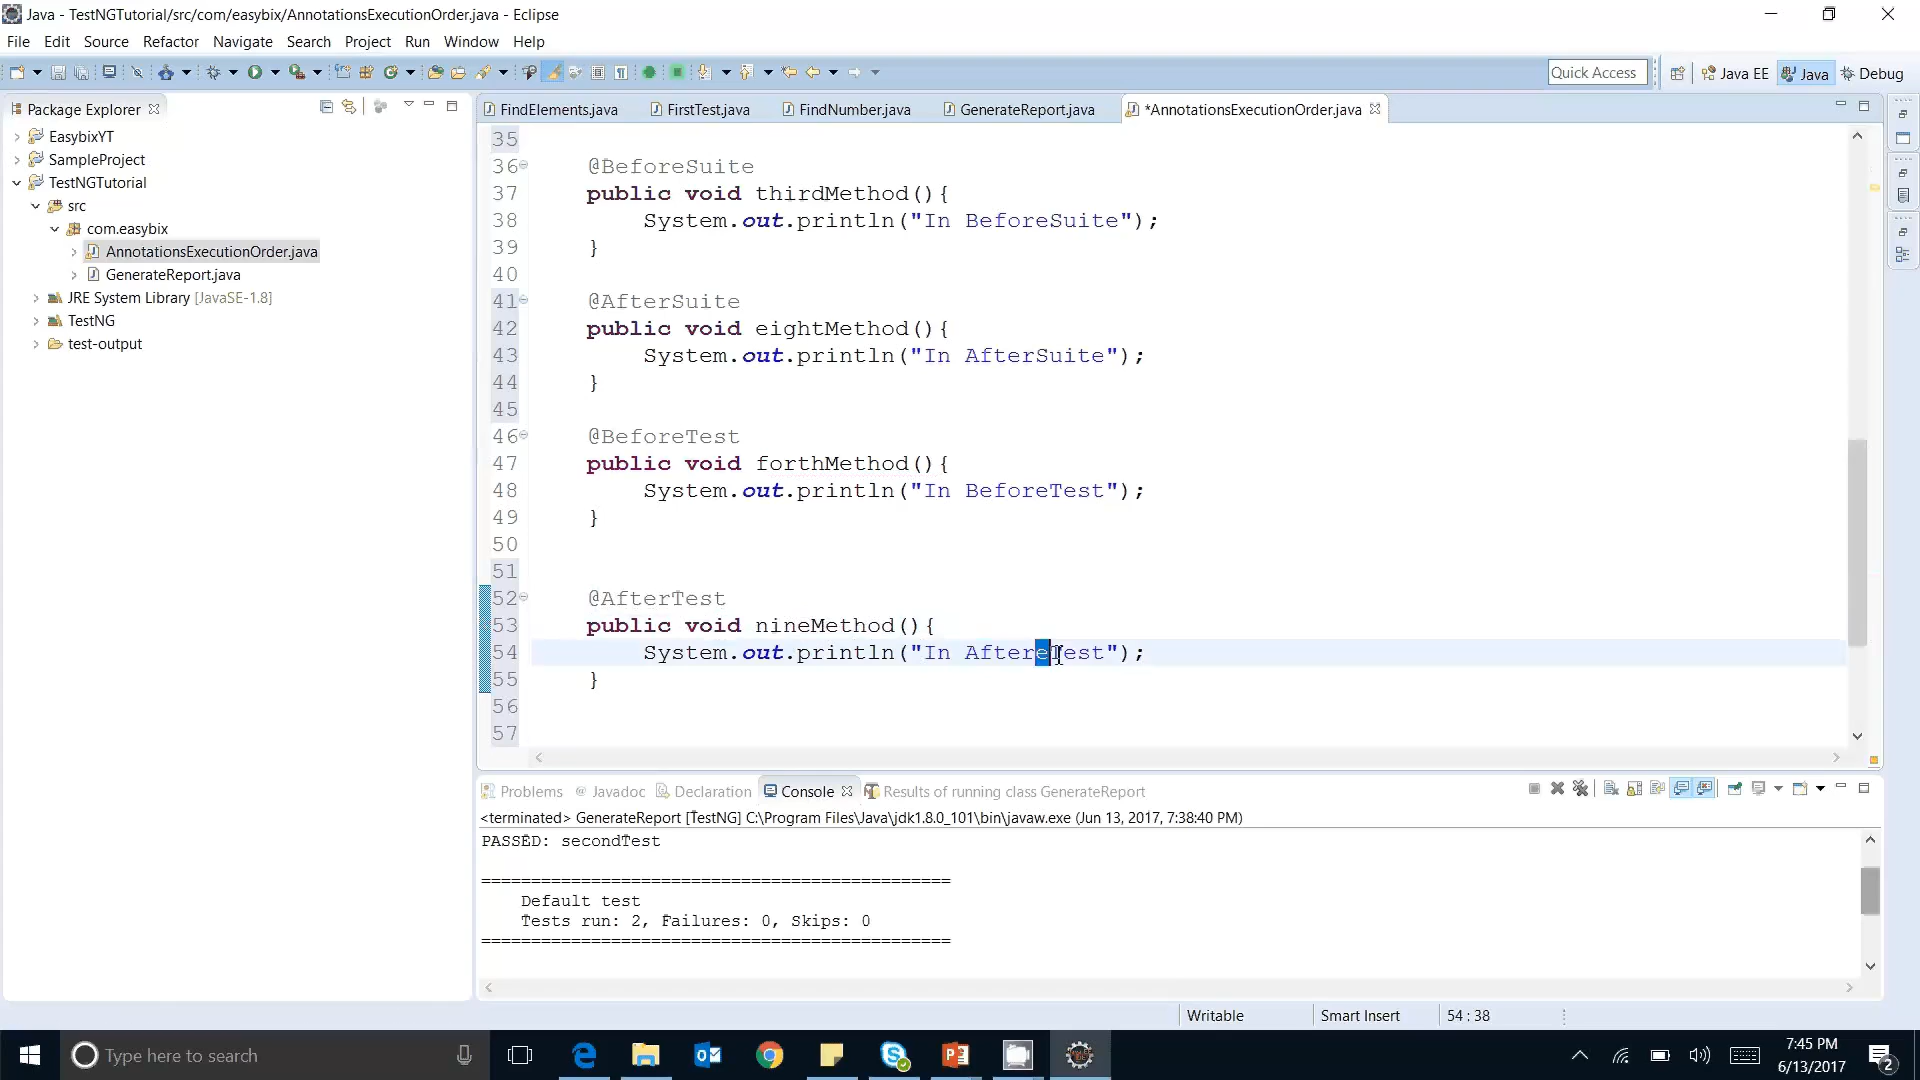 Java - TestNGTutorial/src/com/easybix/AnnotationsExecutionOrder.java - Eclipse
File Edit Source Refactor Navigate Search Project Run Window Help
Quick Access Java EE Java Debug
Package Explorer
EasybixYT
SampleProject
TestNGTutorial
src
com.easybix
AnnotationsExecutionOrder.java
GenerateReport.java
JRE System Library [JavaSE-1.8]
TestNG
test-output
FindElements.java FirstTest.java FindNumber.java GenerateReport.java *AnnotationsExecutionOrder.java
35
36 @BeforeSuite
37 public void thirdMethod(){
38 System.out.println("In BeforeSuite");
39 }
40
41 @AfterSuite
42 public void eightMethod(){
43 System.out.println("In AfterSuite");
44 }
45
46 @BeforeTest
47 public void forthMethod(){
48 System.out.println("In BeforeTest");
49 }
50
51
52 @AfterTest
53 public void nineMethod(){
54 System.out.println("In AftereTest");
55 }
56
57
Problems Javadoc Declaration Console Results of running class GenerateReport
<terminated> GenerateReport [TestNG] C:\Program Files\Java\jdk1.8.0_101\bin\javaw.exe (Jun 13, 2017, 7:38:40 PM)
PASSED: secondTest
===============================================
Default test
Tests run: 2, Failures: 0, Skips: 0
===============================================
Writable Smart Insert 54 : 38
Type here to search
7:45 PM
6/13/2017
2